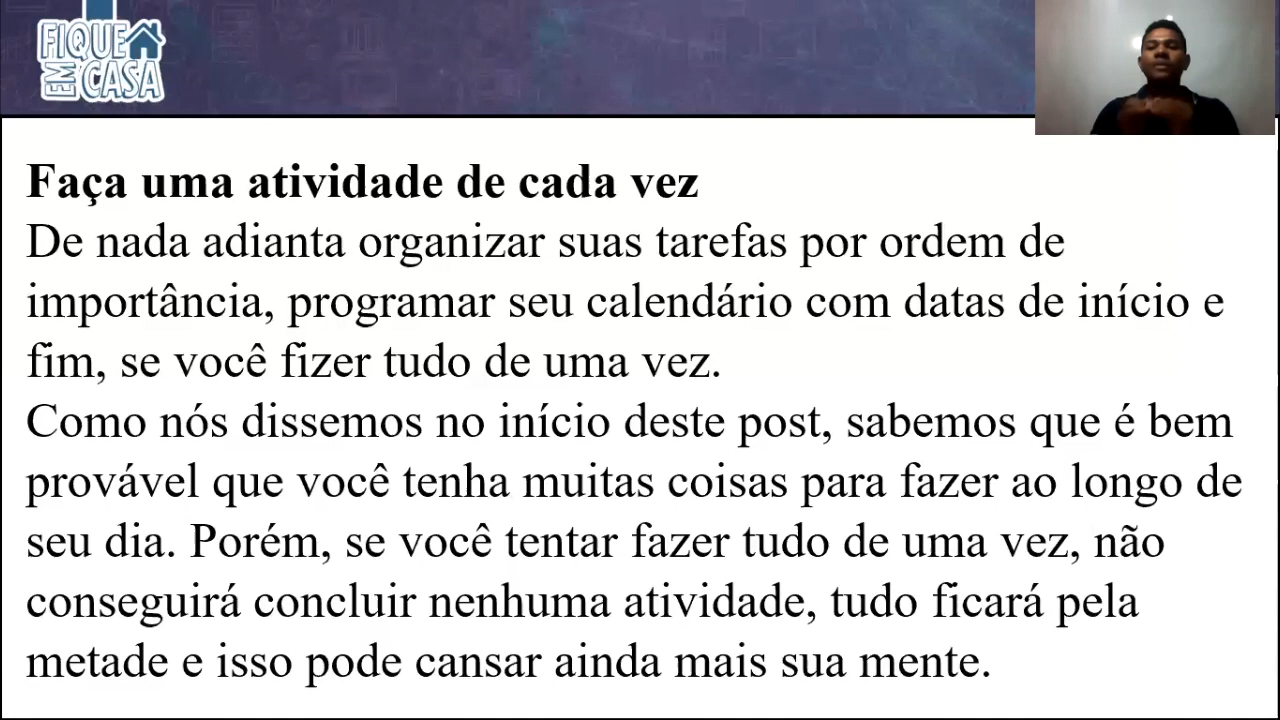 FIQUE
EM CASA
Faça uma atividade de cada vez
De nada adianta organizar suas tarefas por ordem de
importância, programar seu calendário com datas de início e
fim, se você fizer tudo de uma vez.
Como nós dissemos no início deste post, sabemos que é bem
provável que você tenha muitas coisas para fazer ao longo de
seu dia. Porém, se você tentar fazer tudo de uma vez, não
conseguirá concluir nenhuma atividade, tudo ficará pela
metade e isso pode cansar ainda mais sua mente.